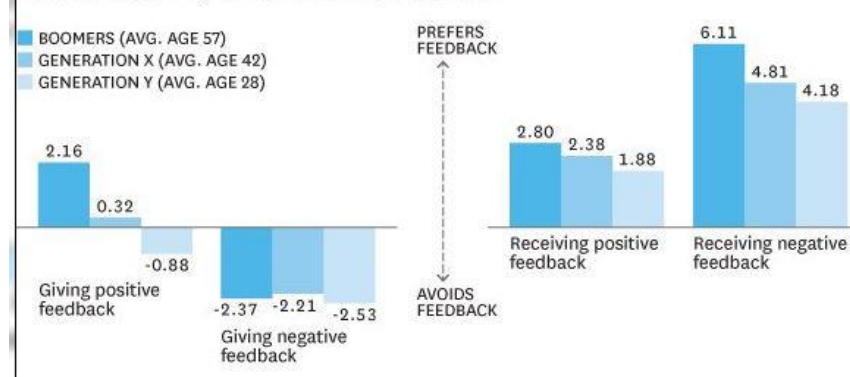 BOOMERS (AVG. AGE 57)
GENERATION X (AVG. AGE 42)
GENERATION Y (AVG. AGE 28)
2.16
0.32
-0.88
Giving positive
feedback
-2.37 -2.21 -2.53
Giving negative
feedback
PREFERS
FEEDBACK
AVOIDS
FEEDBACK
2.80
2.38
1.88
Receiving positive
feedback
6.11
4.81
4.18
Receiving negative
feedback